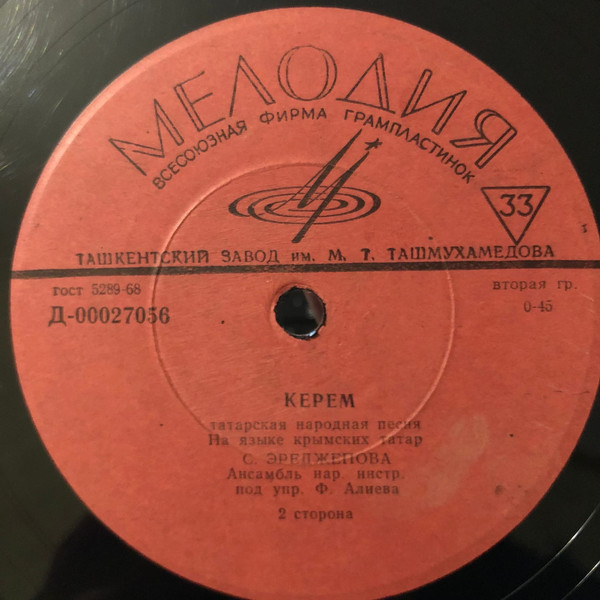 МЕЛОДИЯ
ВСЕСОЮЗНАЯ ФИРМА ГРАМПЛАСТИНОК
33
ТАШКЕНТСКИЙ ЗАВОД им. М. Т. ТАШМУХАМЕДОВА
гост 5289-68
вторая гр.
Д-00027056
0-45
КЕРЕМ
татарская народная песня
На языке крымских татар
С. ЭРЕДЖЕПОВА
Ансамбль нар. инстр.
под упр. Ф. Алиева
2 сторона